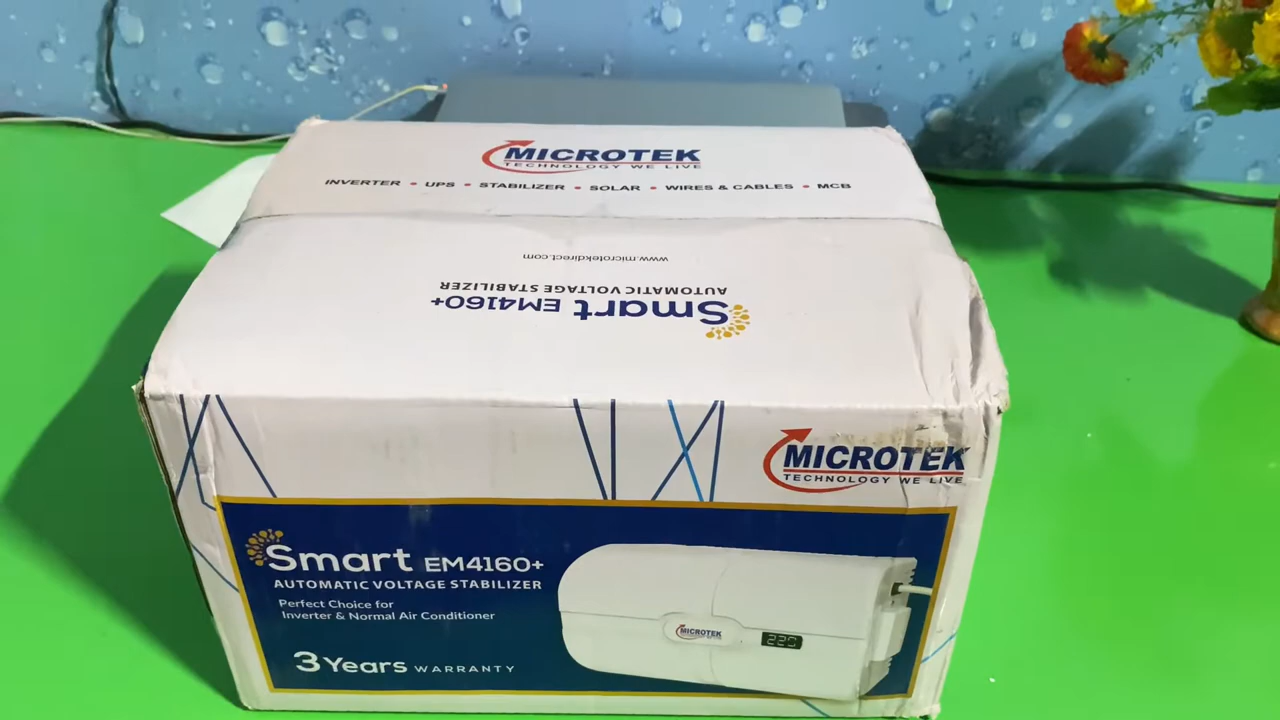 MICROTEK
TECHNOLOGY WE LIVE
INVERTER • UPS • STABILIZER • SOLAR • WIRES & CABLES • MCB
www.microtekdirect.com
Smart EM4160+
AUTOMATIC VOLTAGE STABILIZER
MICROTEK
TECHNOLOGY WE LIVE
Smart EM4160+
AUTOMATIC VOLTAGE STABILIZER
Perfect Choice for
Inverter & Normal Air Conditioner
3 Years WARRANTY
MICROTEK
220